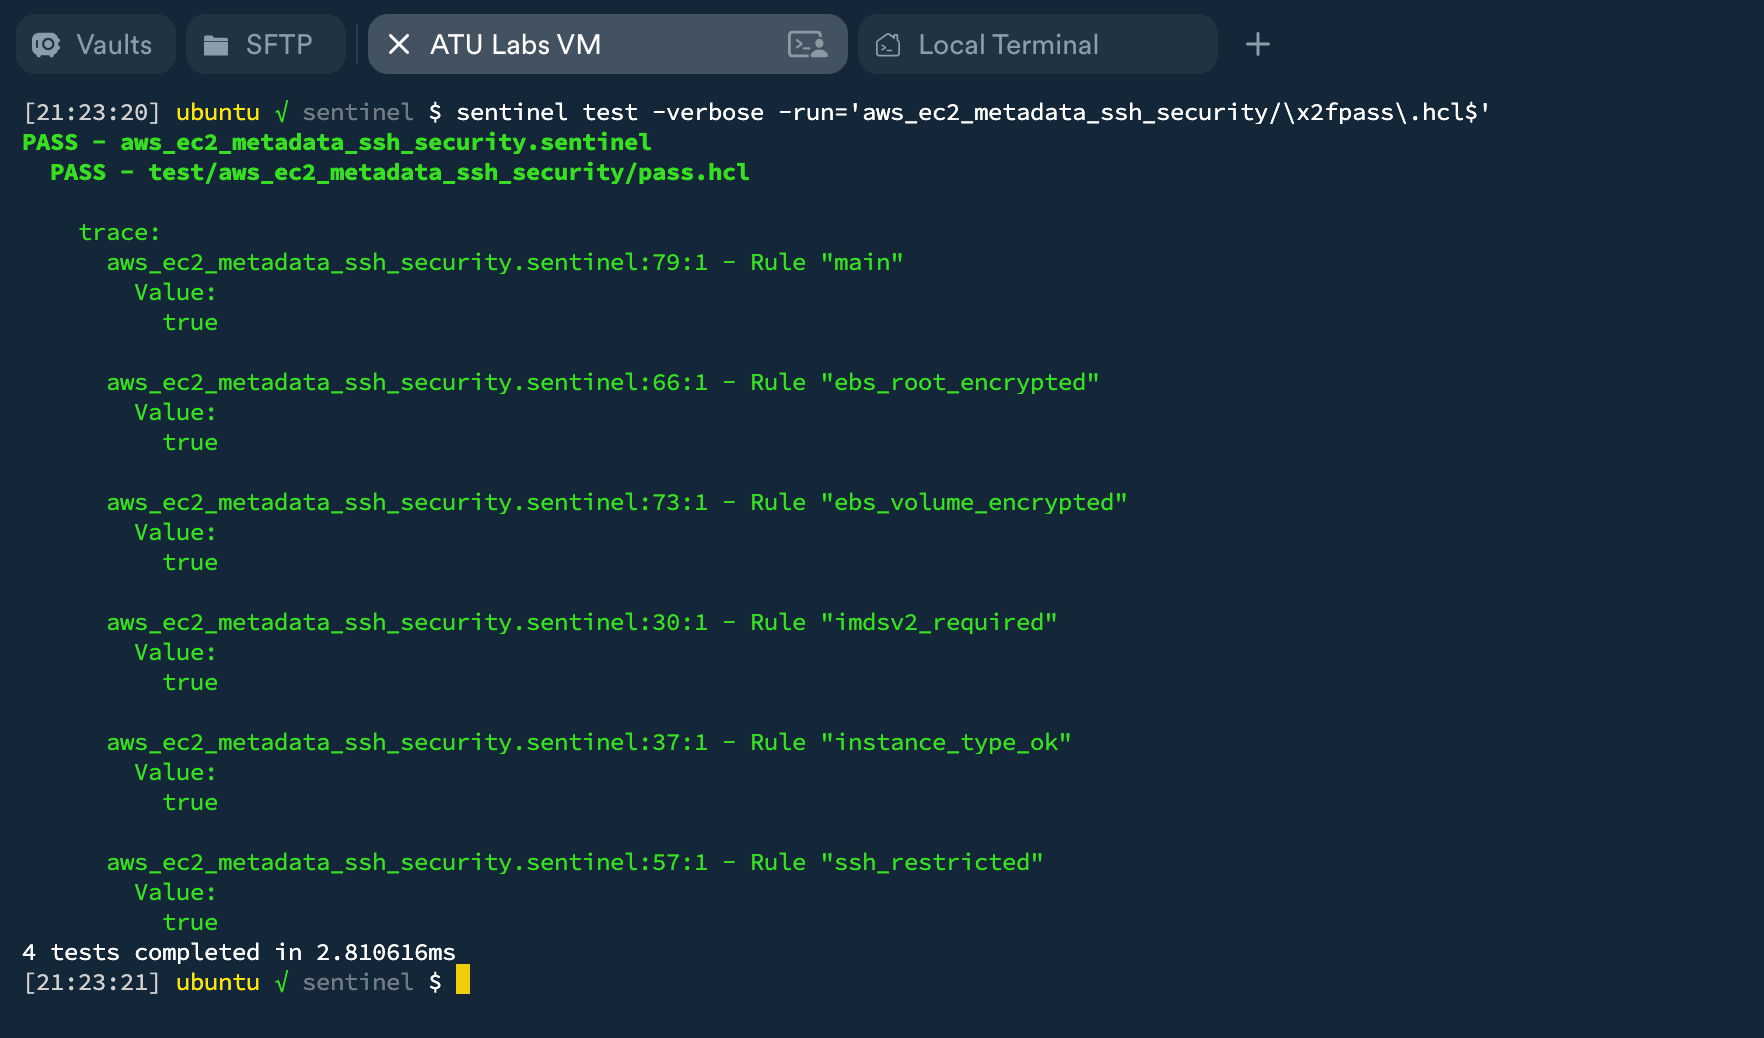 Vaults
SFTP
ATU Labs VM
Local Terminal
[21:23:20] ubuntu √ sentinel $ sentinel test -verbose -run='aws_ec2_metadata_ssh_security/\x2fpass\.hcl$'
PASS - aws_ec2_metadata_ssh_security.sentinel
PASS - test/aws_ec2_metadata_ssh_security/pass.hcl
trace:
aws_ec2_metadata_ssh_security.sentinel:79:1 - Rule "main"
Value:
true
aws_ec2_metadata_ssh_security.sentinel:66:1 - Rule "ebs_root_encrypted"
Value:
true
aws_ec2_metadata_ssh_security.sentinel:73:1 - Rule "ebs_volume_encrypted"
Value:
true
aws_ec2_metadata_ssh_security.sentinel:30:1 - Rule "imdsv2_required"
Value:
true
aws_ec2_metadata_ssh_security.sentinel:37:1 - Rule "instance_type_ok"
Value:
true
aws_ec2_metadata_ssh_security.sentinel:57:1 - Rule "ssh_restricted"
Value:
true
4 tests completed in 2.810616ms
[21:23:21] ubuntu √ sentinel $